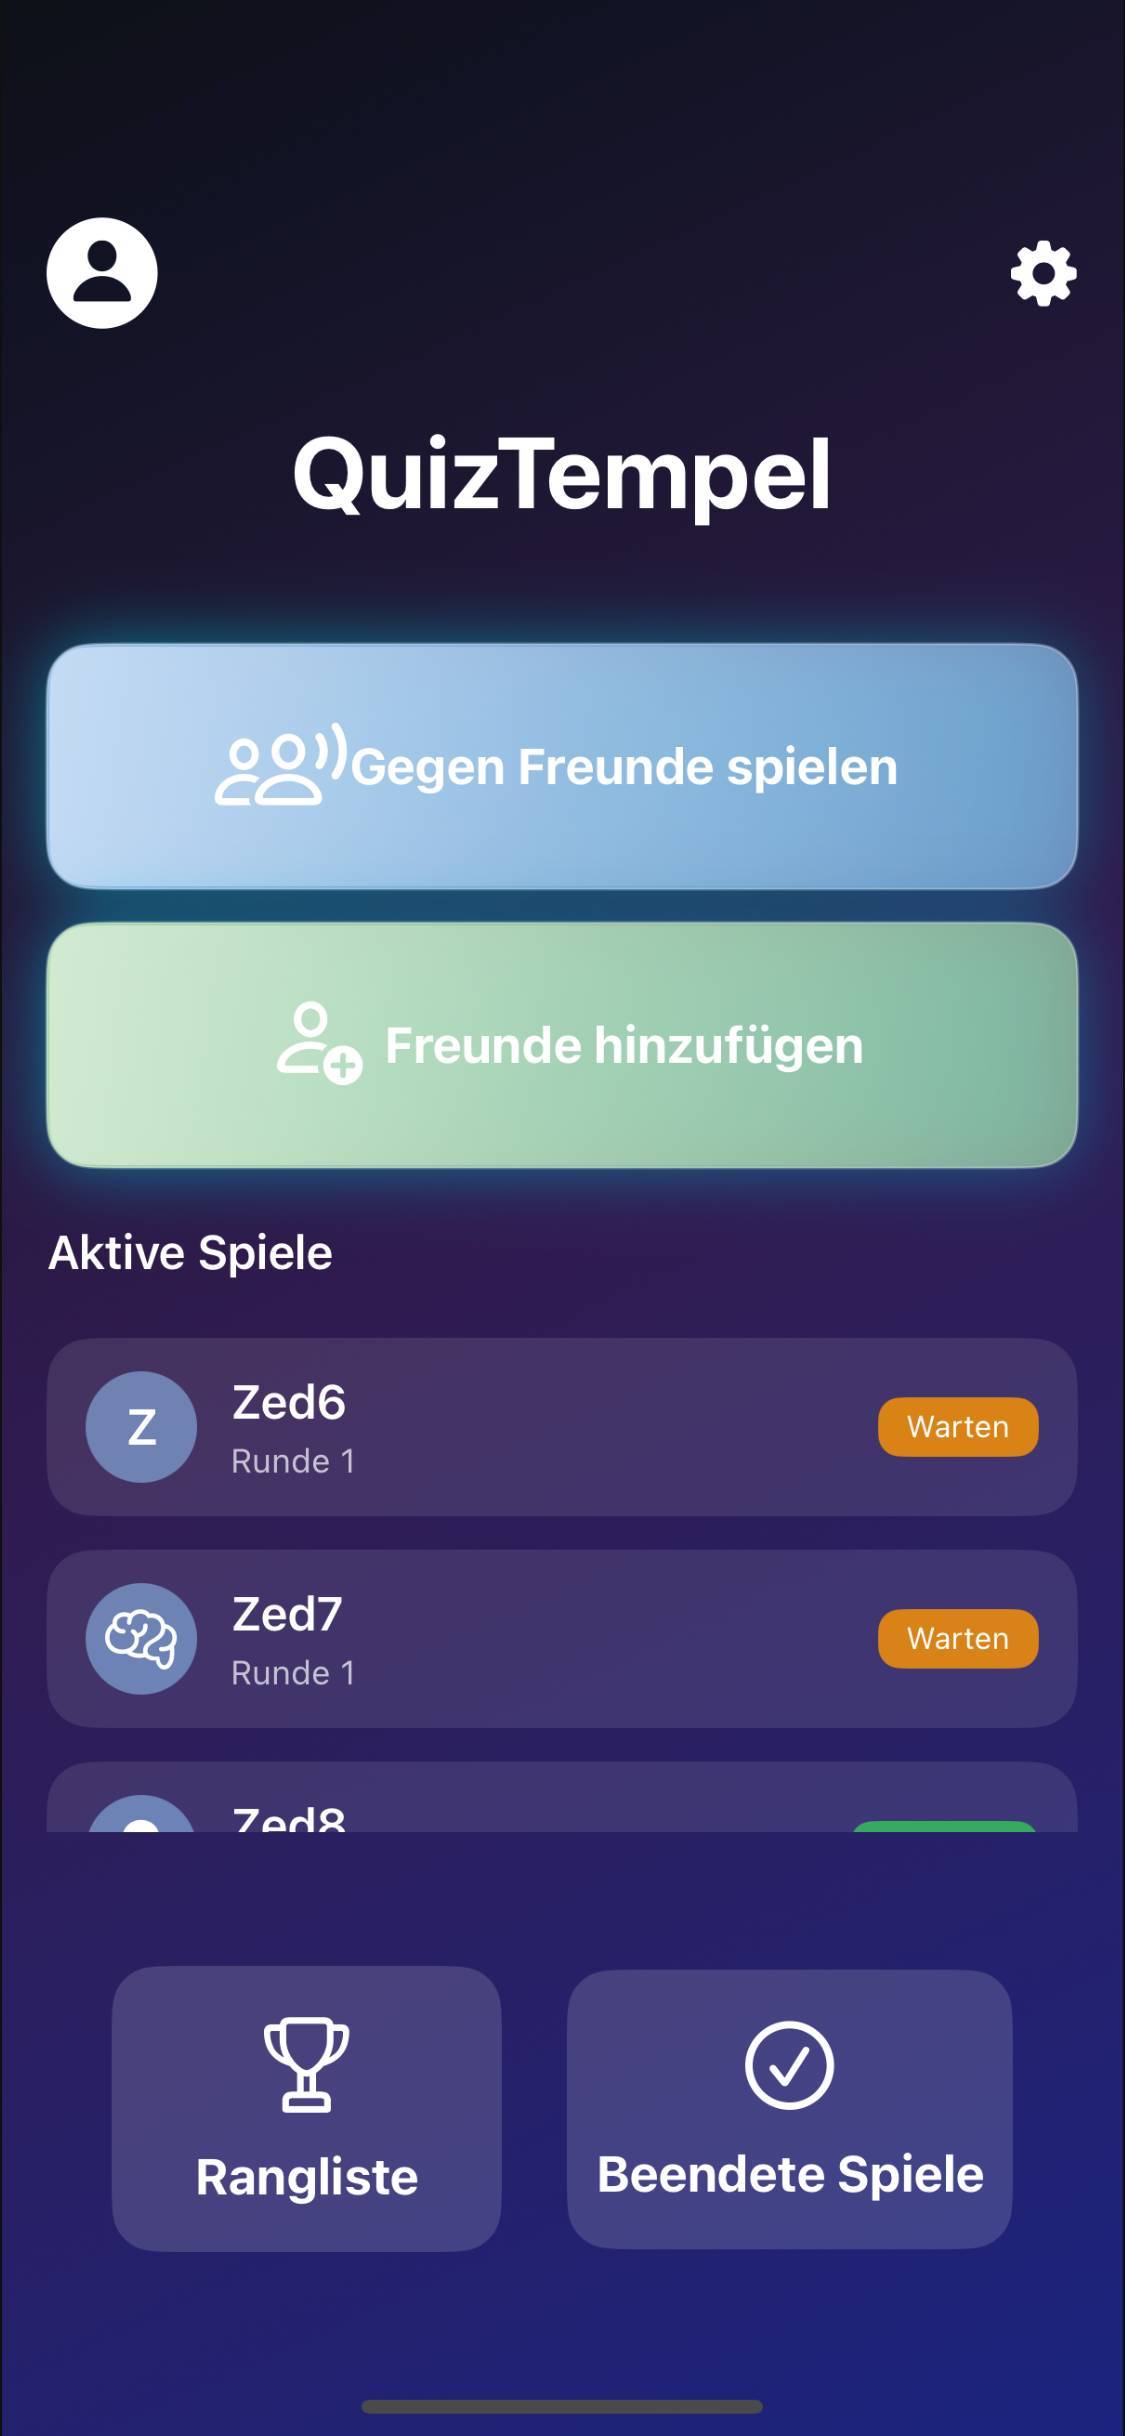 QuizTempel
Gegen Freunde spielen
Freunde hinzufügen
Aktive Spiele
Z
Zed6
Runde 1
Warten
Zed7
Runde 1
Warten
Zed8
Rangliste
Beendete Spiele